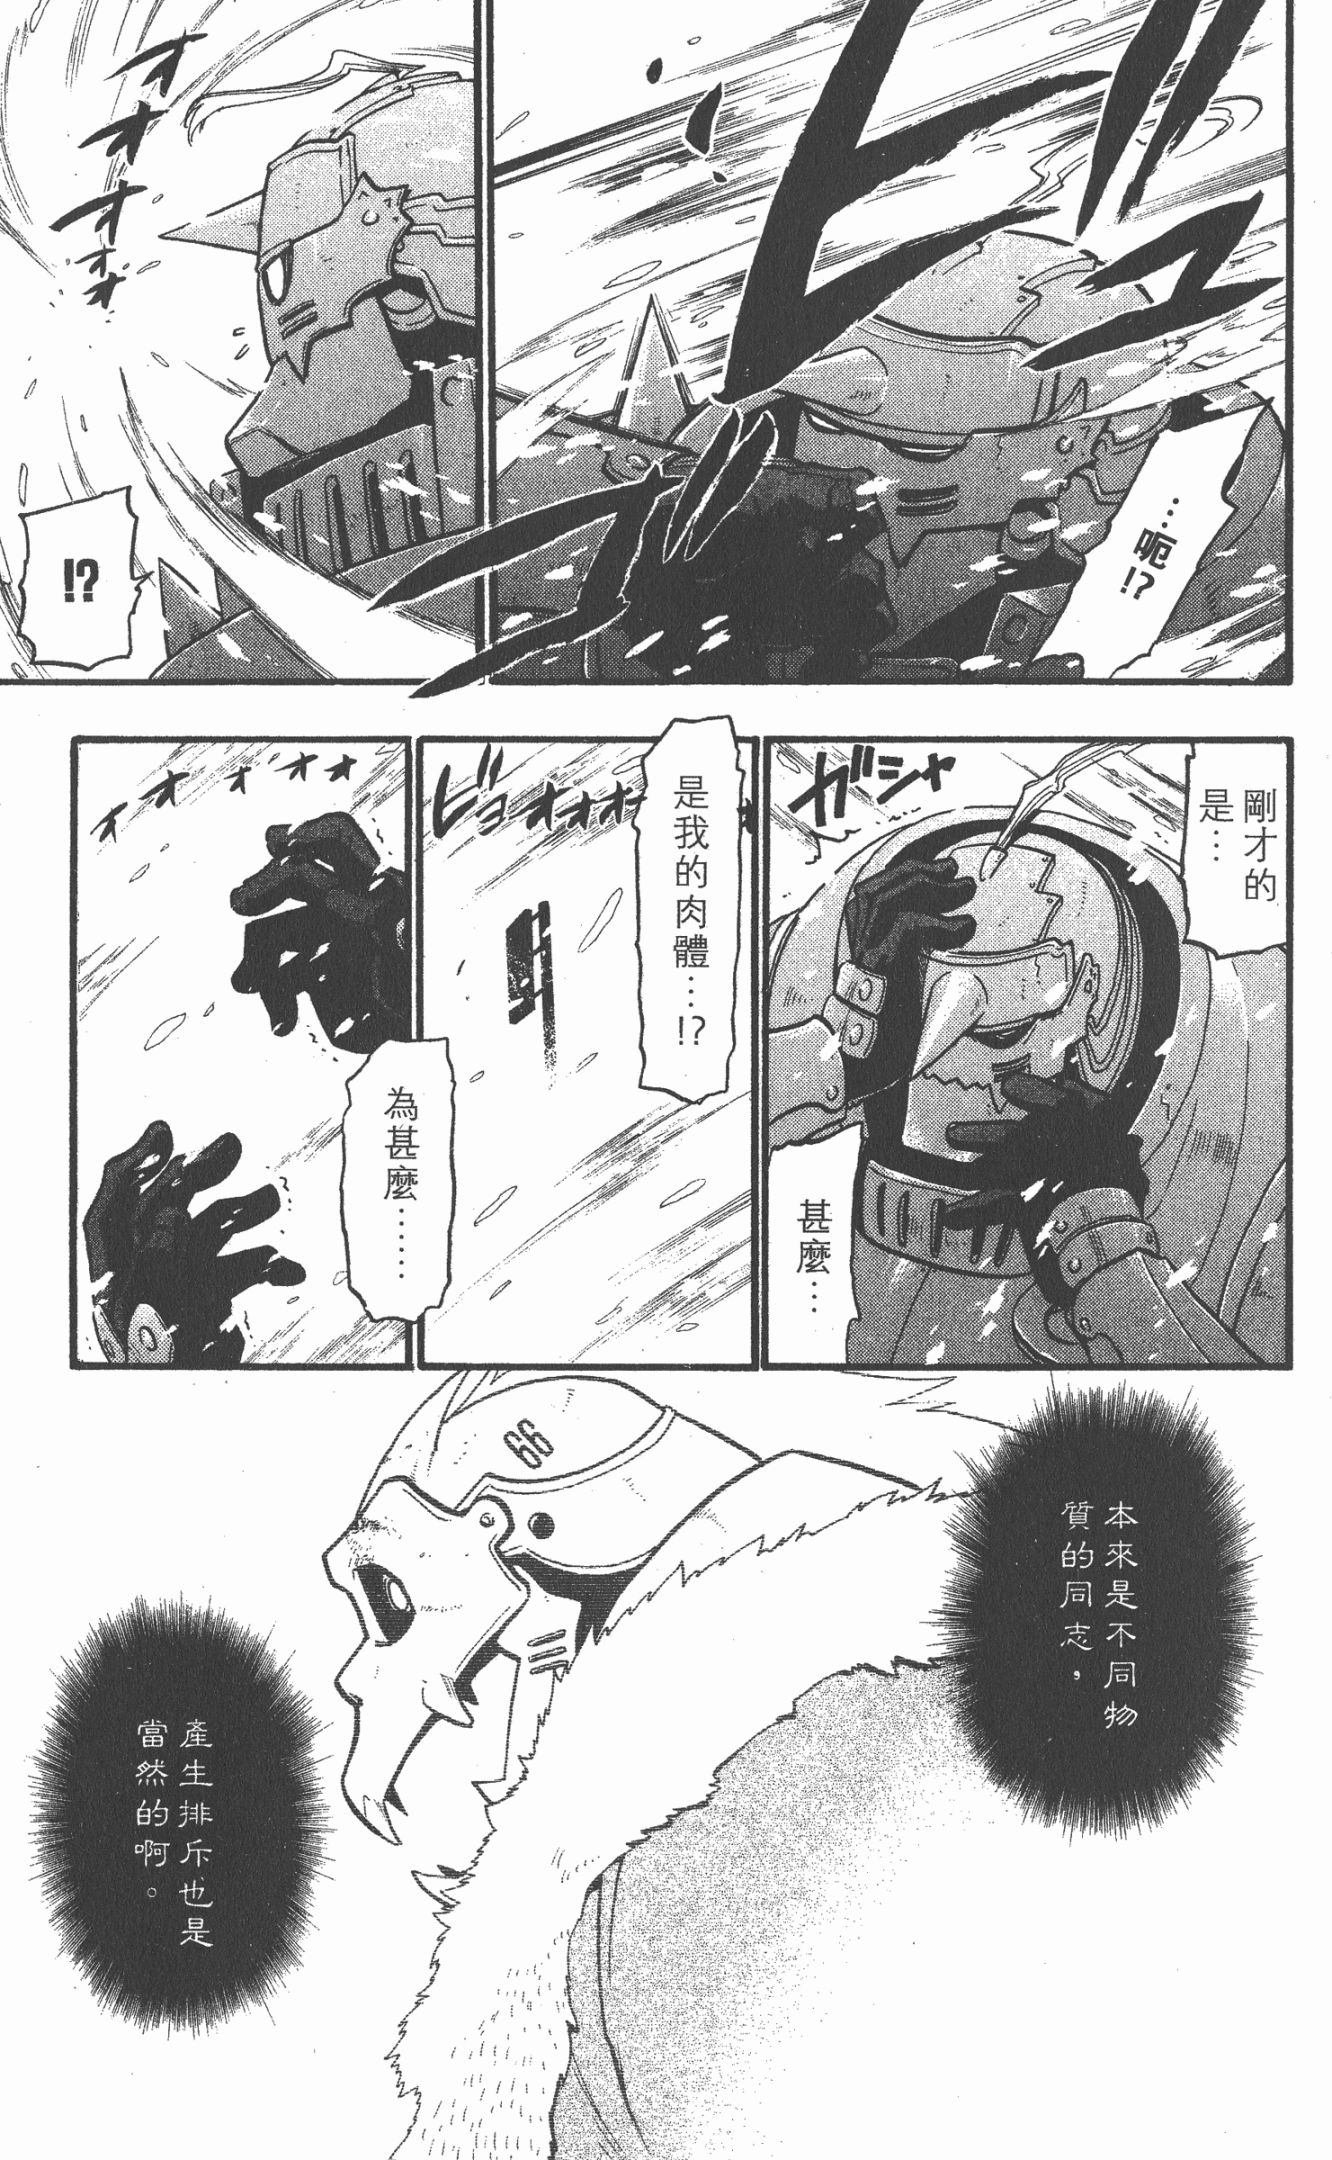 …呃!?
オオオオオ
!?
剛才的
是…
ガシャ
甚麼…
是我的肉體…!?
ビョオオオオ
為甚麼……
オオオオオ
66
本來是不同物
質的同志，
產生排斥也是
當然的啊。